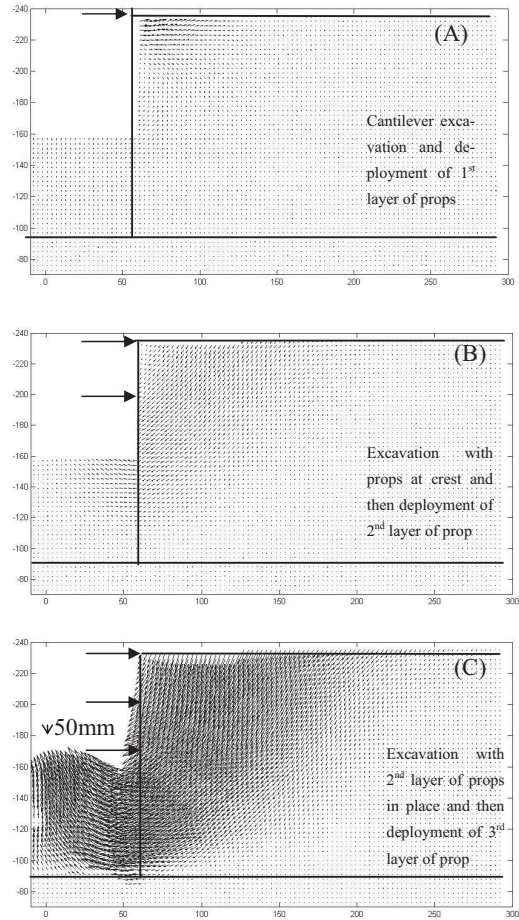 -240
(A)
-220
-200
-180
-160
-140
-120
-100
-80
Cantilever exca-
vation and de-
ployment of 1st
layer of props
0 50 100 150 200 250 300
-240
(B)
-220
-200
-180
-160
-140
-120
-100
-80
Excavation with
props at crest and
then deployment of
2nd layer of prop
0 50 100 150 200 250 300
-240
(C)
-220
-200
-180
-160
-140
-120
-100
-80
50mm
Excavation with
2nd layer of props
in place and then
deployment of 3rd
layer of prop
0 50 100 150 200 250 300